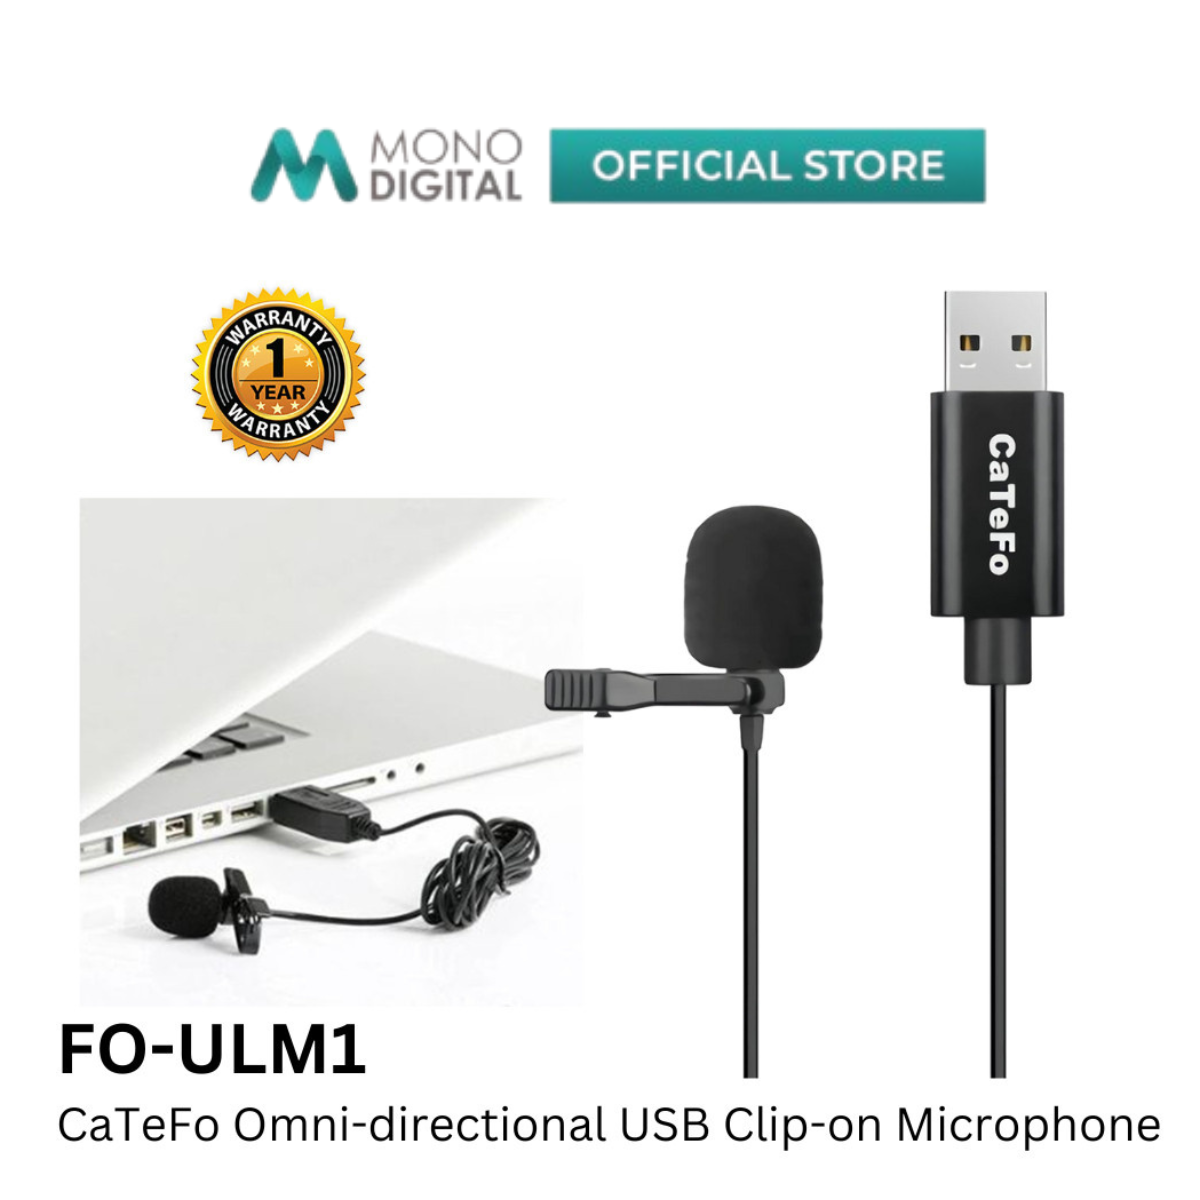 MONO
DIGITAL
OFFICIAL STORE
WARRANTY
1
YEAR
WARRANTY
CaTeFo
FO-ULM1
CaTeFo Omni-directional USB Clip-on Microphone